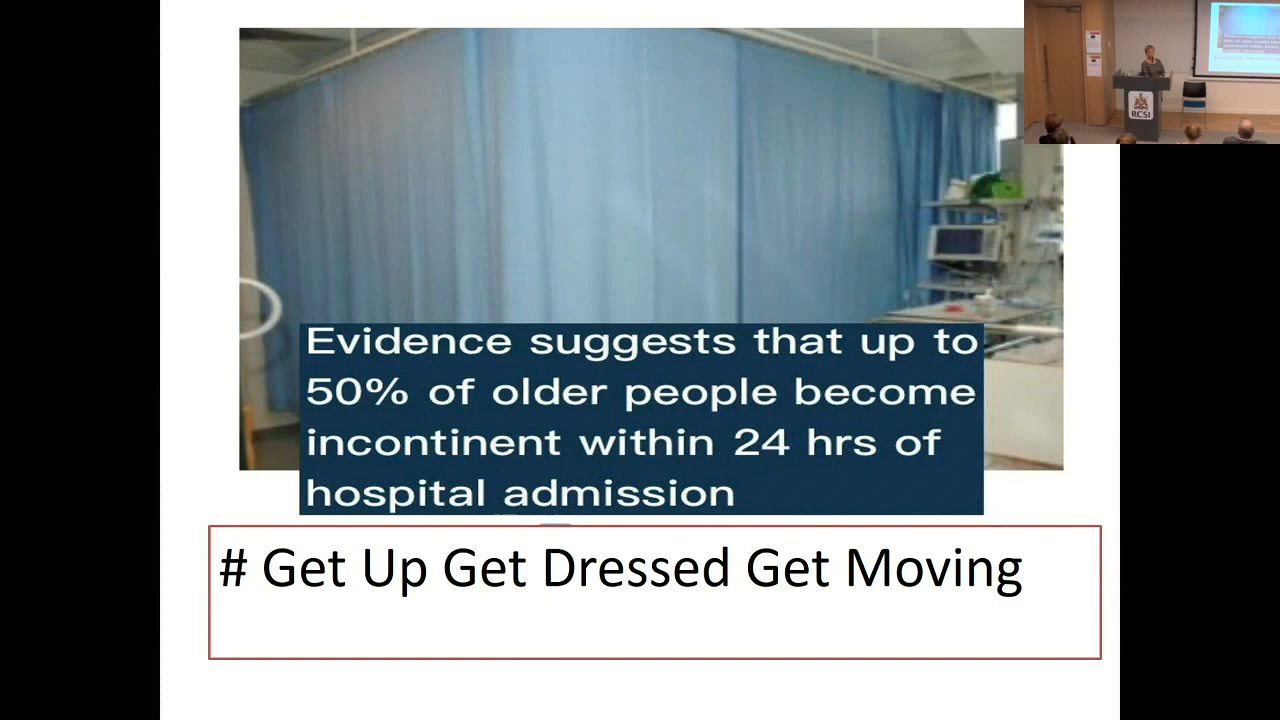 Evidence suggests that up to
50% of older people become
incontinent within 24 hrs of
hospital admission
# Get Up Get Dressed Get Moving
RCSI